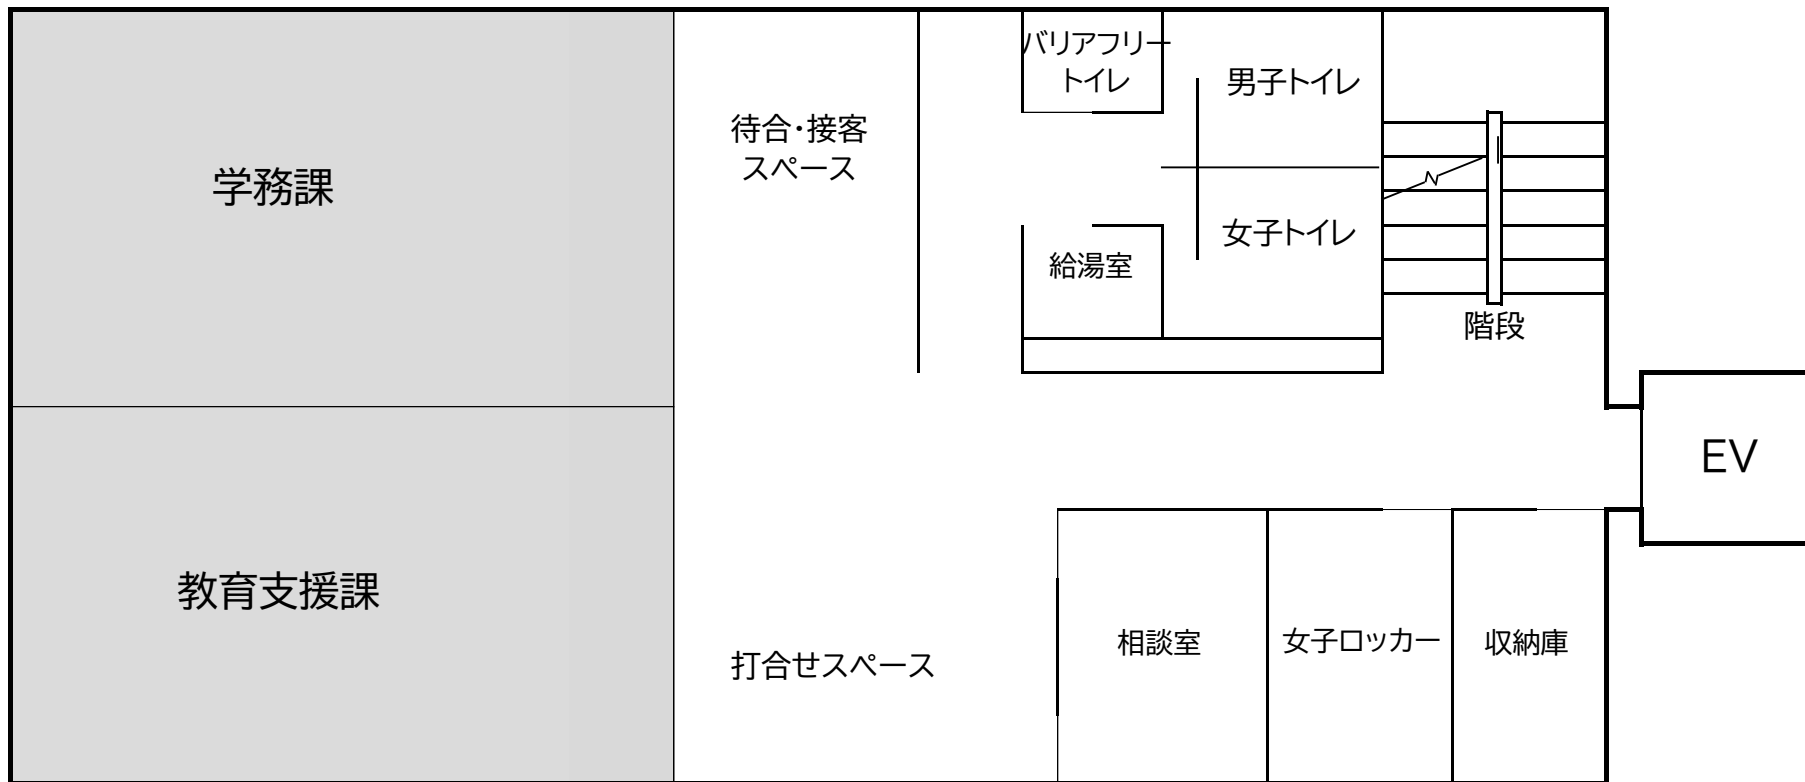 バリアフリー
トイレ
男子トイレ
待合・接客
スペース
学務課
女子トイレ
給湯室
階段
EV
教育支援課
相談室
女子ロッカー
収納庫
打合せスペース